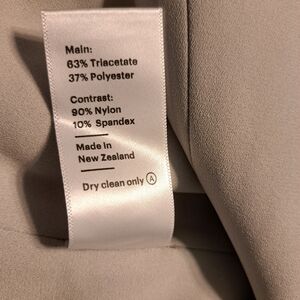 Main:
63% Triacetate
37% Polyester
Contrast:
90% Nylon
10% Spandex
Made in
New Zealand
Dry clean only Ⓐ